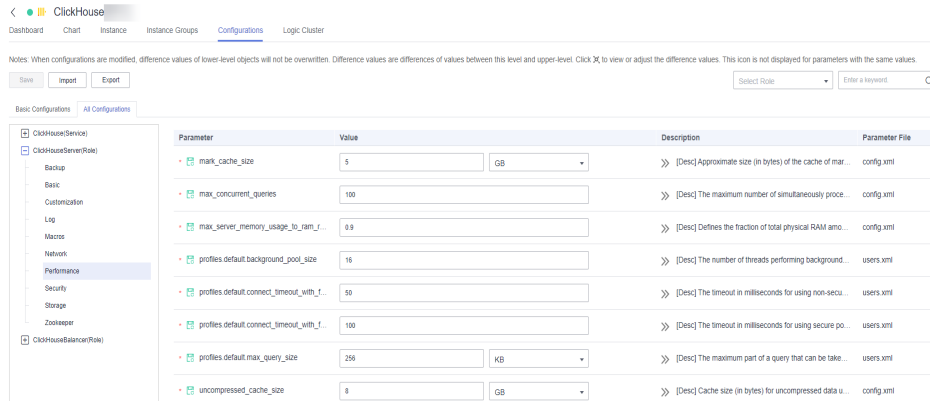 ClickHouse
Dashboard Chart Instance Instance Groups Configurations Logic Cluster
Notes: When configurations are modified, difference values of lower-level objects will not be overwritten. Difference values are differences of values between this level and upper-level. Click to view or adjust the difference values. This icon is not displayed for parameters with the same values.
Save Import Export Select Role Enter a keyword
Basic Configurations All Configurations
ClickHouse(Service)
ClickHouseServer(Role)
Backup
Basic
Customization
Log
Macros
Network
Performance
Security
Storage
Zookeeper
ClickHouseBalancer(Role)
Parameter Value Description Parameter File
* mark_cache_size 5 GB [Desc] Approximate size (in bytes) of the cache of mar... config.xml
* max_concurrent_queries 100 [Desc] The maximum number of simultaneously proce... config.xml
* max_server_memory_usage_to_ram_r... 0.9 [Desc] Defines the fraction of total physical RAM amo... config.xml
* profiles.default.background_pool_size 16 [Desc] The number of threads performing background... users.xml
* profiles.default.connect_timeout_with_f... 50 [Desc] The timeout in milliseconds for using non-secu... users.xml
* profiles.default.connect_timeout_with_f... 100 [Desc] The timeout in milliseconds for using secure po... users.xml
* profiles.default.max_query_size 256 KB [Desc] The maximum part of a query that can be take... users.xml
* uncompressed_cache_size 8 GB [Desc] Cache size (in bytes) for uncompressed data u... config.xml